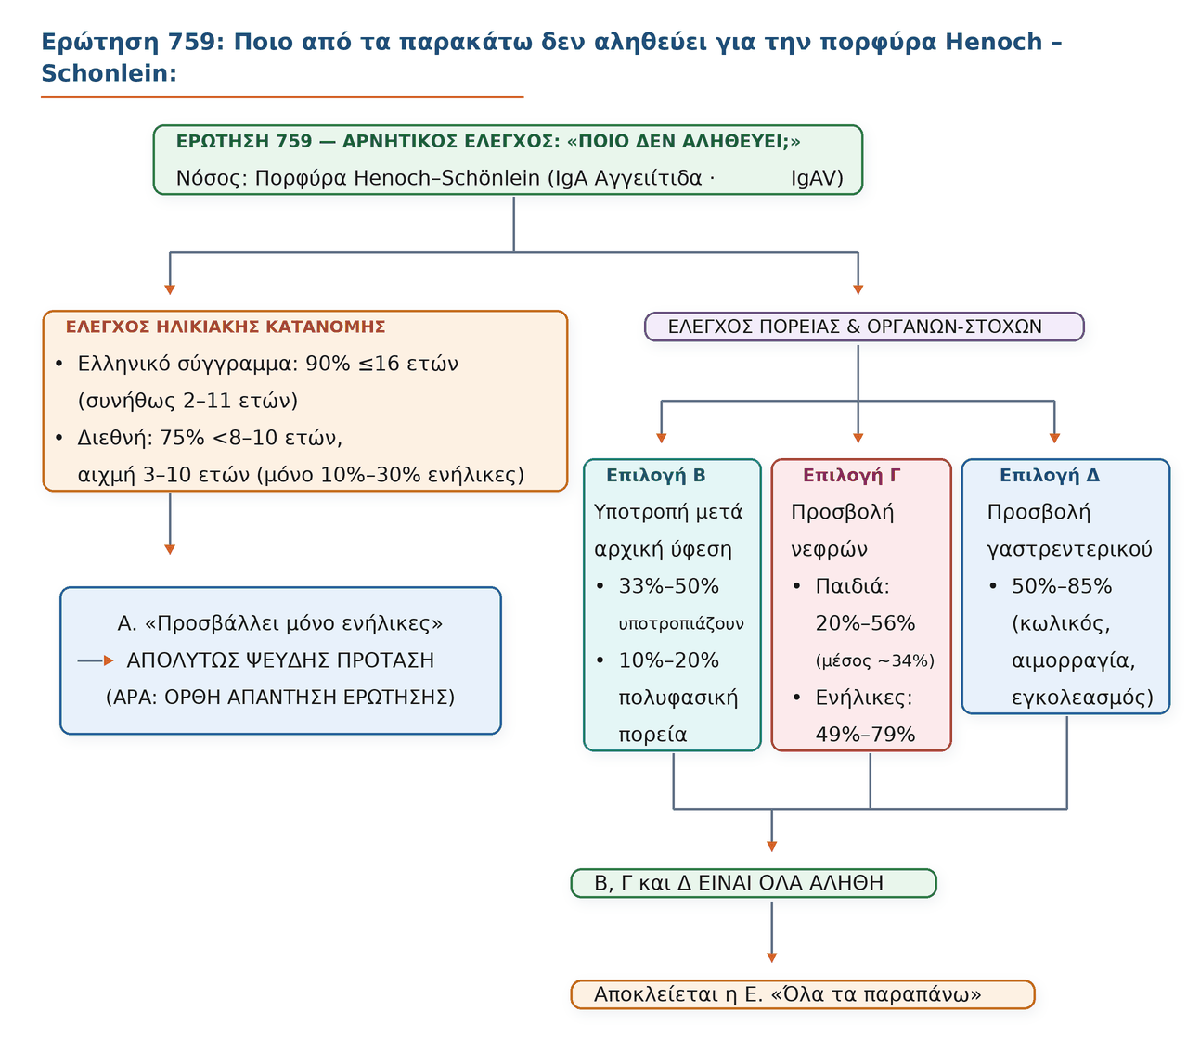 Ερώτηση 759: Ποιο από τα παρακάτω δεν αληθεύει για την πορφύρα Henoch –
Schonlein:
ΕΡΩΤΗΣΗ 759 — ΑΡΝΗΤΙΚΟΣ ΕΛΕΓΧΟΣ: «ΠΟΙΟ ΔΕΝ ΑΛΗΘΕΥΕΙ;»
Νόσος: Πορφύρα Henoch–Schönlein (IgA Αγγειίτιδα · IgAV)
ΕΛΕΓΧΟΣ ΗΛΙΚΙΑΚΗΣ ΚΑΤΑΝΟΜΗΣ
• Ελληνικό σύγγραμμα: 90% ≤16 ετών
(συνήθως 2–11 ετών)
• Διεθνή: 75% <8–10 ετών,
αιχμή 3–10 ετών (μόνο 10%–30% ενήλικες)
Α. «Προσβάλλει μόνο ενήλικες»
ΑΠΟΛΥΤΩΣ ΨΕΥΔΗΣ ΠΡΟΤΑΣΗ
(ΑΡΑ: ΟΡΘΗ ΑΠΑΝΤΗΣΗ ΕΡΩΤΗΣΗΣ)
ΕΛΕΓΧΟΣ ΠΟΡΕΙΑΣ & ΟΡΓΑΝΩΝ-ΣΤΟΧΩΝ
Επιλογή Β
Υποτροπή μετά
αρχική ύφεση
• 33%–50%
υποτροπιάζουν
• 10%–20%
πολυφασική
πορεία
Επιλογή Γ
Προσβολή
νεφρών
• Παιδιά:
20%–56%
(μέσος ~34%)
• Ενήλικες:
49%–79%
Επιλογή Δ
Προσβολή
γαστρεντερικού
• 50%–85%
(κωλικός,
αιμορραγία,
εγκολεασμός)
Β, Γ και Δ ΕΙΝΑΙ ΟΛΑ ΑΛΗΘΗ
Αποκλείεται η Ε. «Όλα τα παραπάνω»